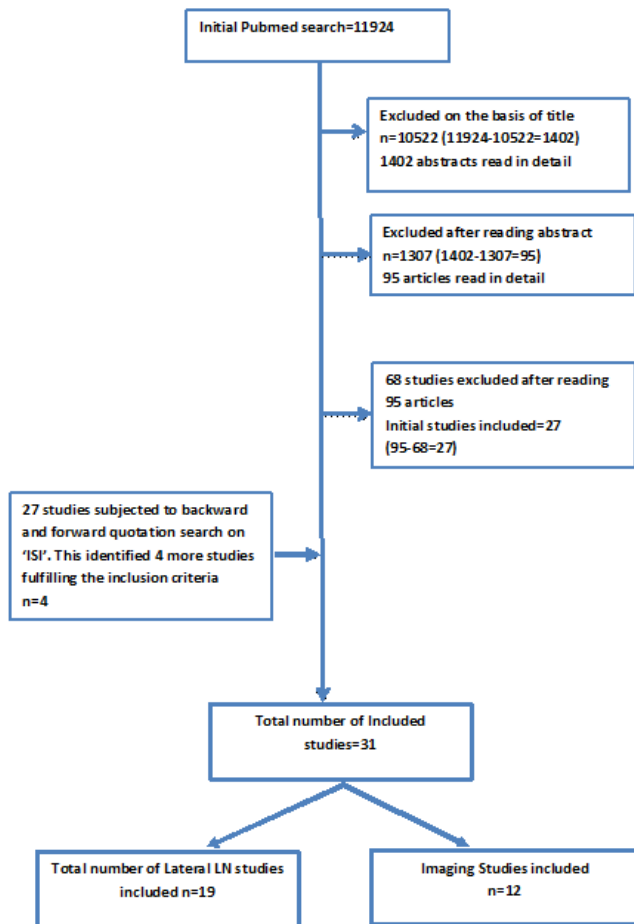 Initial Pubmed search=11924
Excluded on the basis of title
n=10522 (11924-10522=1402)
1402 abstracts read in detail
Excluded after reading abstract
n=1307 (1402-1307=95)
95 articles read in detail
68 studies excluded after reading
95 articles
Initial studies included=27
(95-68=27)
27 studies subjected to backward
and forward quotation search on
‘ISI’. This identified 4 more studies
fulfilling the inclusion criteria
n=4
Total number of Included
studies=31
Total number of Lateral LN studies
included n=19
Imaging Studies included
n=12